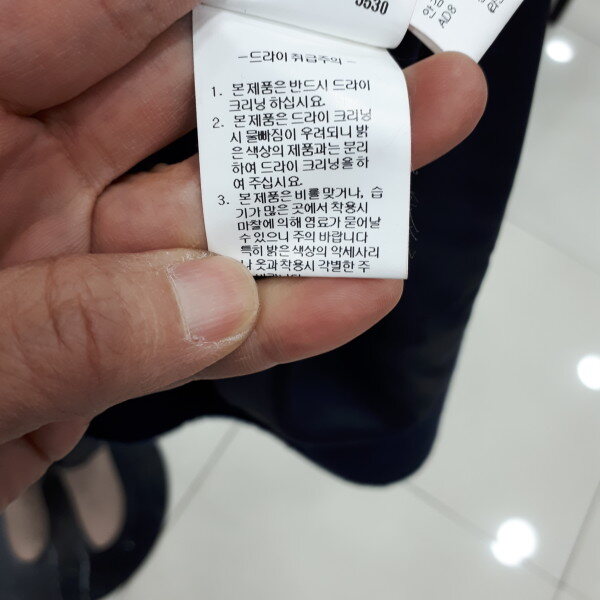 5530
AD8
-드라이 취급주의-
1. 본 제품은 반드시 드라이
크리닝 하십시요.
2. 본 제품은 드라이 크리닝
시 물빠짐이 우려되니 밝
은 색상의 제품과는 분리
하여 드라이 크리닝을 하
여 주십시요.
3. 본 제품은 비를 맞거나, 습
기가 많은 곳에서 착용시
마찰에 의해 염료가 묻어날
수 있으니 주의 바랍니다
특히 밝은 색상의 악세사리
나 옷과 착용시 각별한 주